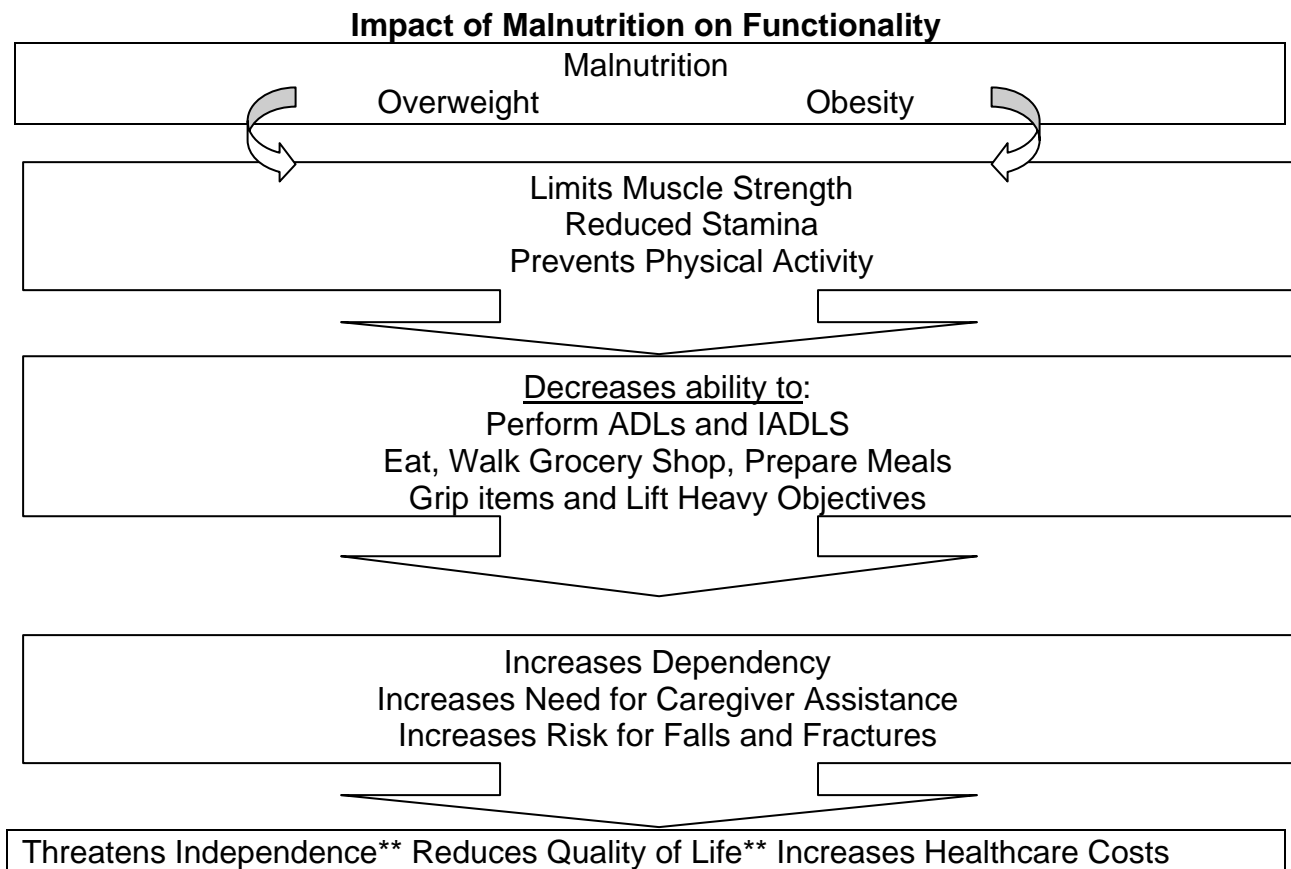 Impact of Malnutrition on Functionality
Malnutrition
Overweight Obesity
Limits Muscle Strength
Reduced Stamina
Prevents Physical Activity
Decreases ability to:
Perform ADLs and IADLS
Eat, Walk Grocery Shop, Prepare Meals
Grip items and Lift Heavy Objectives
Increases Dependency
Increases Need for Caregiver Assistance
Increases Risk for Falls and Fractures
Threatens Independence** Reduces Quality of Life** Increases Healthcare Costs